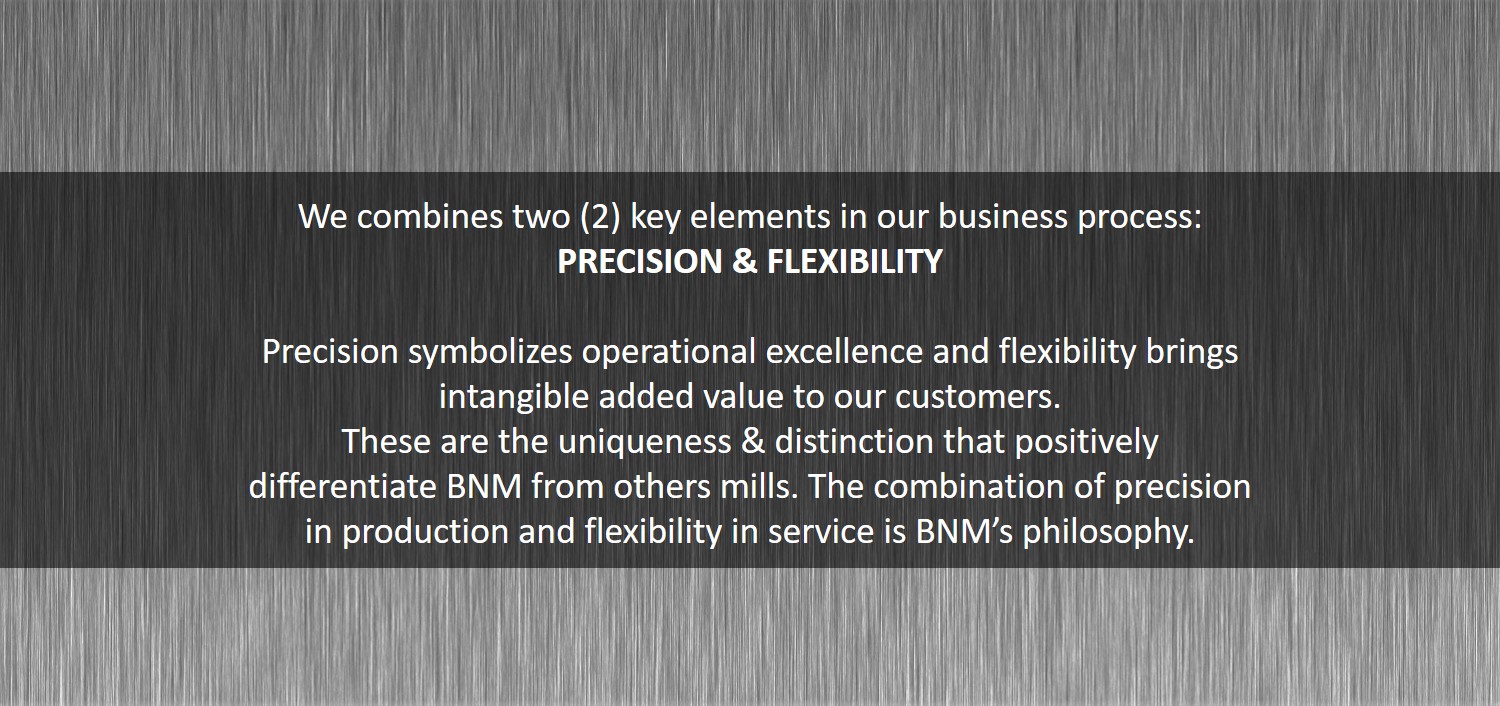 We combines two (2) key elements in our business process:
PRECISION & FLEXIBILITY
Precision symbolizes operational excellence and flexibility brings
intangible added value to our customers.
These are the uniqueness & distinction that positively
differentiate BNM from others mills. The combination of precision
in production and flexibility in service is BNM’s philosophy.